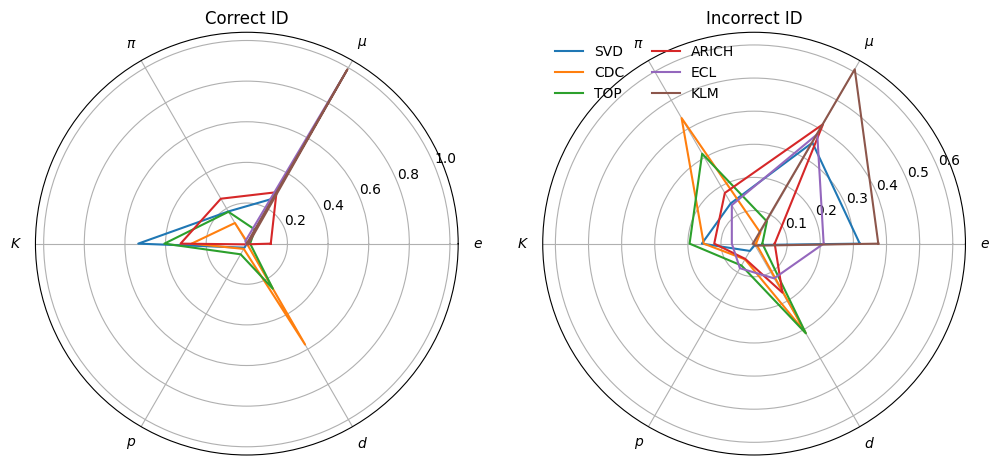 Correct ID
π
μ
1.0
0.8
0.6
0.4
0.2
K
e
p
d
Incorrect ID
π
μ
SVD
CDC
TOP
ARICH
ECL
KLM
0.6
0.5
0.4
0.3
0.2
0.1
K
e
p
d